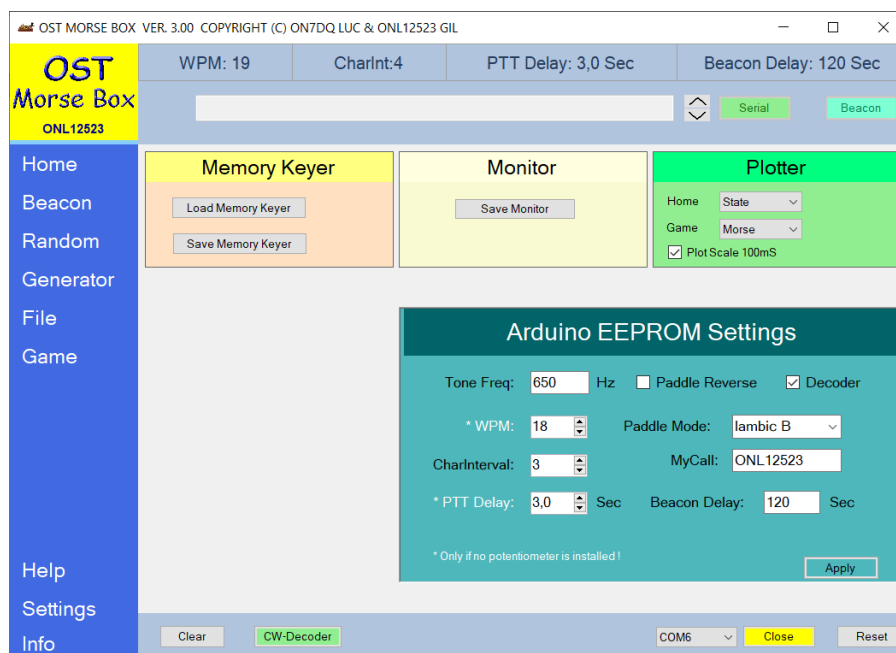 OST MORSE BOX VER. 3.00 COPYRIGHT (C) ON7DQ LUC & ONL12523 GIL
OST
Morse Box
ONL12523
WPM: 19 CharInt:4 PTT Delay: 3,0 Sec Beacon Delay: 120 Sec
Serial Beacon
Home
Beacon
Random
Generator
File
Game
Help
Settings
Info
Memory Keyer
Load Memory Keyer
Save Memory Keyer
Monitor
Save Monitor
Plotter
Home State
Game Morse
Plot Scale 100mS
Arduino EEPROM Settings
Tone Freq: 650 Hz Paddle Reverse Decoder
* WPM: 18 Paddle Mode: Iambic B
CharInterval: 3 MyCall: ONL12523
* PTT Delay: 3,0 Sec Beacon Delay: 120 Sec
* Only if no potentiometer is installed !
Apply
Clear CW-Decoder COM6 Close Reset